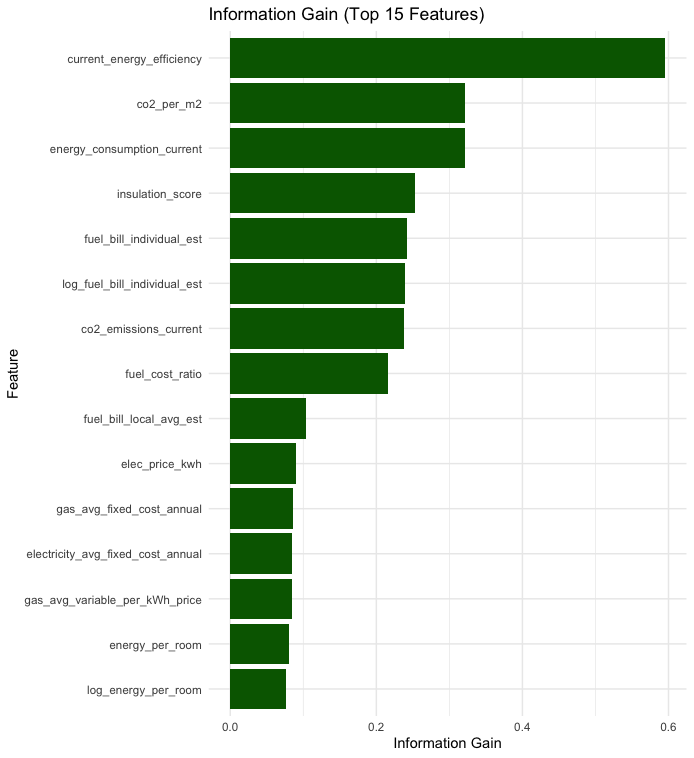 Information Gain (Top 15 Features)
current_energy_efficiency
co2_per_m2
energy_consumption_current
insulation_score
fuel_bill_individual_est
log_fuel_bill_individual_est
co2_emissions_current
fuel_cost_ratio
fuel_bill_local_avg_est
elec_price_kwh
gas_avg_fixed_cost_annual
electricity_avg_fixed_cost_annual
gas_avg_variable_per_kWh_price
energy_per_room
log_energy_per_room
Feature
0.0 0.2 0.4 0.6
Information Gain